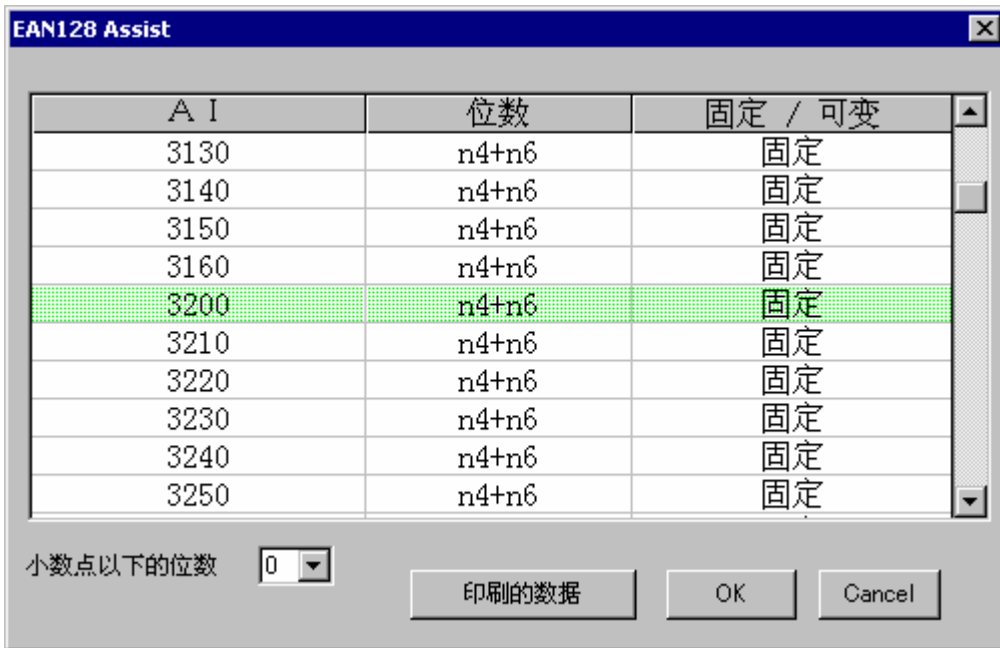 EAN128 Assist
ＡＩ 位数 固定 / 可变
3130 n4+n6 固定
3140 n4+n6 固定
3150 n4+n6 固定
3160 n4+n6 固定
3200 n4+n6 固定
3210 n4+n6 固定
3220 n4+n6 固定
3230 n4+n6 固定
3240 n4+n6 固定
3250 n4+n6 固定
小数点以下的位数 0
印刷的数据 OK Cancel